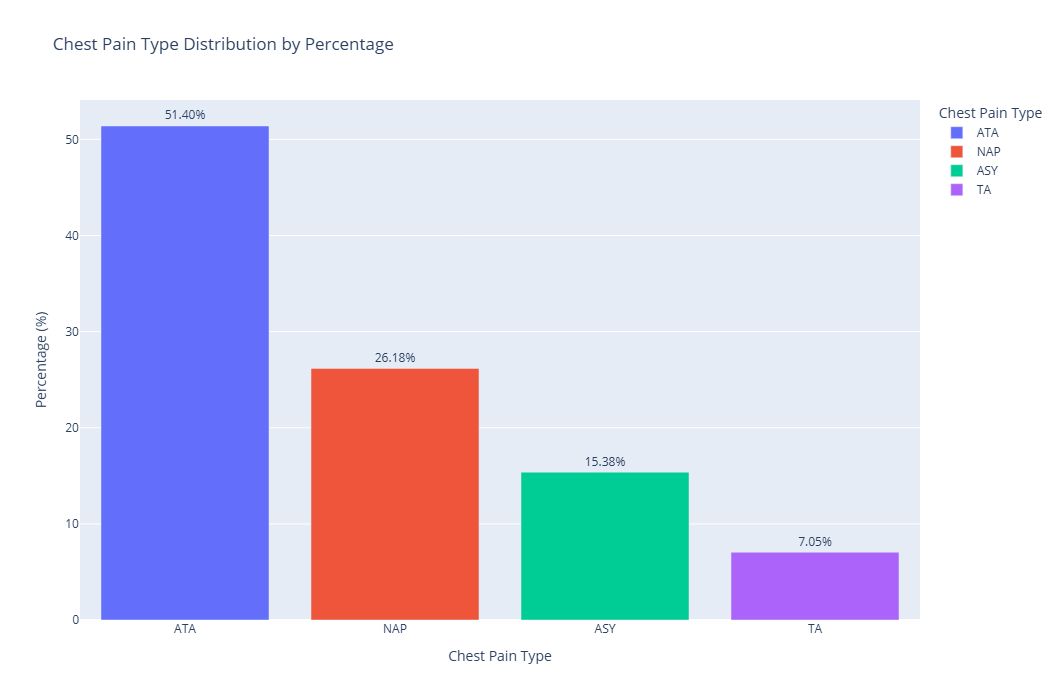 Chest Pain Type Distribution by Percentage
Chest Pain Type
ATA
NAP
ASY
TA
Percentage (%)
50
40
30
20
10
0
51.40%
26.18%
15.38%
7.05%
ATA
NAP
ASY
TA
Chest Pain Type